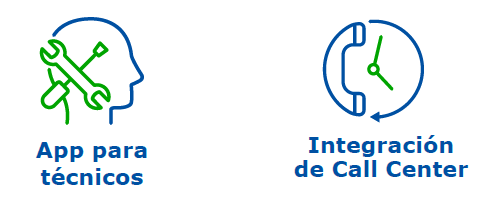 App para
técnicos
Integración
de Call Center